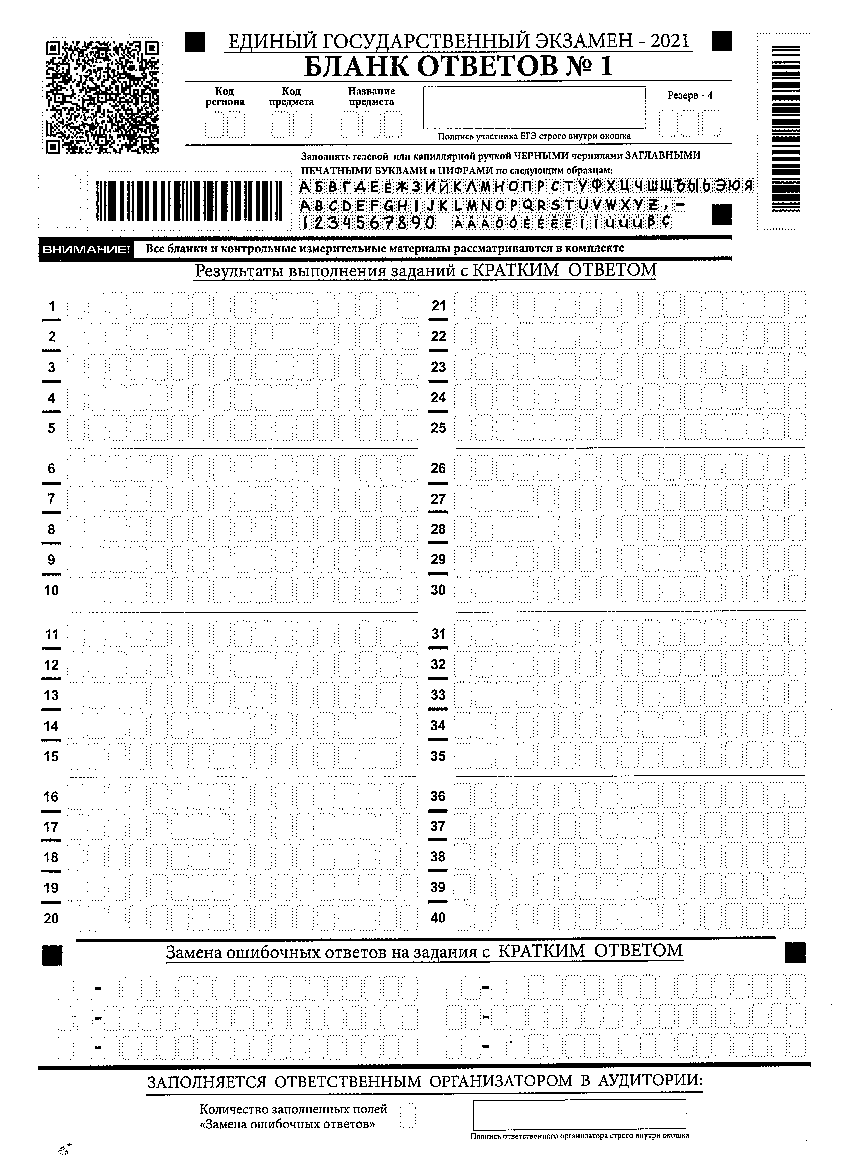 ЕДИНЫЙ ГОСУДАРСТВЕННЫЙ ЭКЗАМЕН - 2021
БЛАНК ОТВЕТОВ № 1
Код региона
Код предмета
Название предмета
Резерв - 4
Подпись участника ЕГЭ строго внутри окошка
Заполнять гелевой или капиллярной ручкой ЧЕРНЫМИ чернилами ЗАГЛАВНЫМИ
ПЕЧАТНЫМИ БУКВАМИ и ЦИФРАМИ по следующим образцам:
АБВГДЕЁЖЗИЙКЛМНОПРСТУФХЦЧШЩЪЫЬЭЮЯ
ABCDEFGHIJKLMNOPQRSTUVWXYZ,-
1234567890
ВНИМАНИЕ! Все бланки и контрольные измерительные материалы рассматриваются в комплекте
Результаты выполнения заданий с КРАТКИМ ОТВЕТОМ
1 21
2 22
3 23
4 24
5 25
6 26
7 27
8 28
9 29
10 30
11 31
12 32
13 33
14 34
15 35
16 36
17 37
18 38
19 39
20 40
Замена ошибочных ответов на задания с КРАТКИМ ОТВЕТОМ
- -
- -
- -
ЗАПОЛНЯЕТСЯ ОТВЕТСТВЕННЫМ ОРГАНИЗАТОРОМ В АУДИТОРИИ:
Количество заполненных полей
«Замена ошибочных ответов»
Подпись ответственного организатора строго внутри окошка